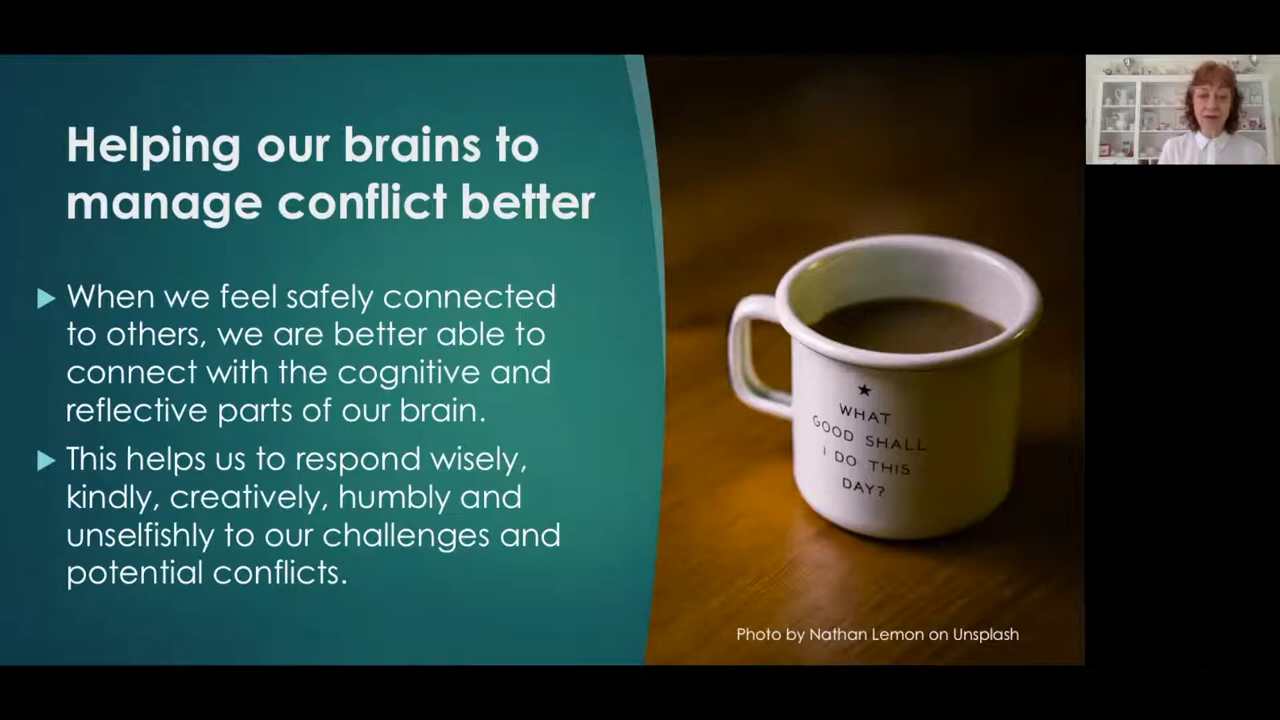 Helping our brains to
manage conflict better
When we feel safely connected
to others, we are better able to
connect with the cognitive and
reflective parts of our brain.
This helps us to respond wisely,
kindly, creatively, humbly and
unselfishly to our challenges and
potential conflicts.
WHAT
GOOD SHALL
I DO THIS
DAY?
Photo by Nathan Lemon on Unsplash